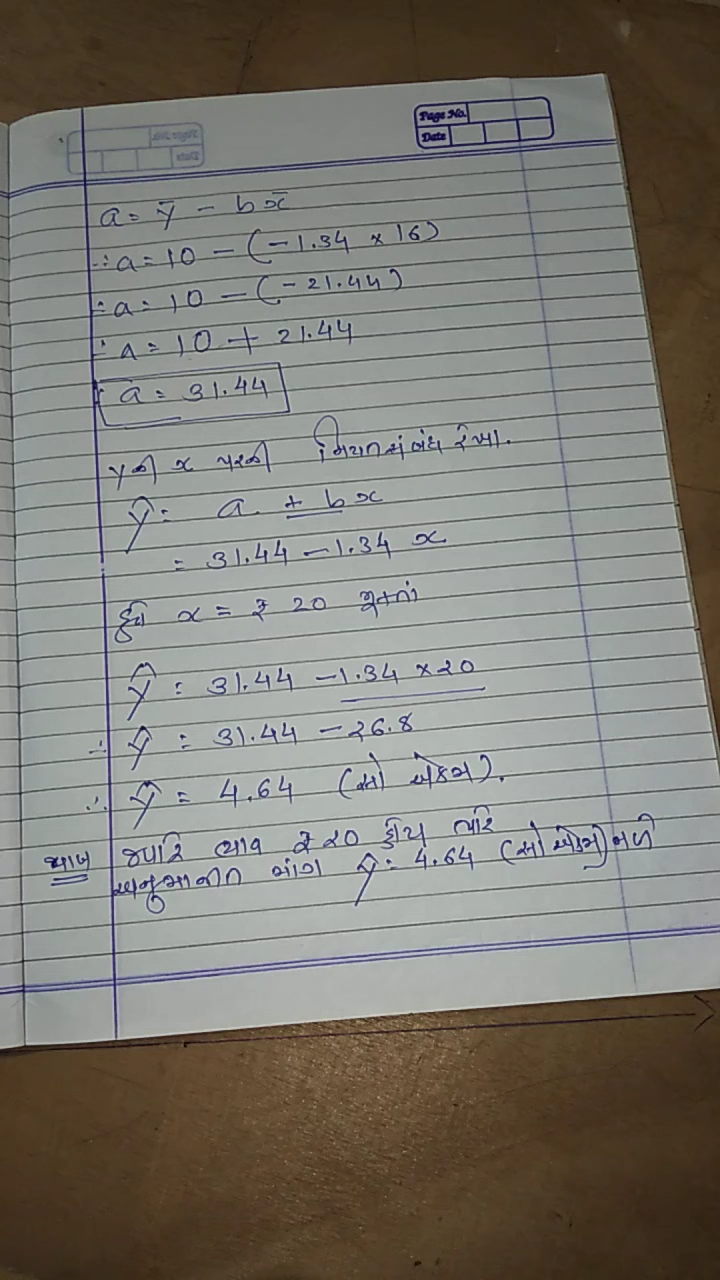 Page No.
Date
a = ȳ - b x̄
∴ a = 10 - (-1.34 × 16)
∴ a = 10 - (-21.44)
∴ a = 10 + 21.44
∴ a = 31.44
yની x પરની નિયતસંબંધ રેખા.
ŷ = a + bx
= 31.44 - 1.34 x
હવે x = ₹ 20 મૂકતાં
ŷ = 31.44 - 1.34 × 20
∴ ŷ = 31.44 - 26.8
∴ ŷ = 4.64 (સો એકમ).
જ્યારે ભાવ ₹ 20 હોય ત્યારે
અનુમાનીત માંગ ŷ = 4.64 (સો એકમ) મળે